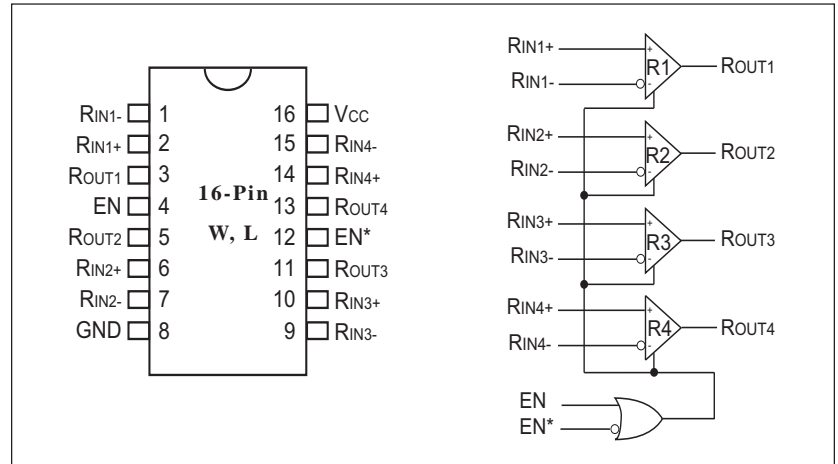 RIN1- 1 16 VCC
RIN1+ 2 15 RIN4-
ROUT1 3 14 RIN4+
EN 4 13 ROUT4
ROUT2 5 12 EN*
RIN2+ 6 11 ROUT3
RIN2- 7 10 RIN3+
GND 8 9 RIN3-
16-Pin
W, L
RIN1+ + R1 ROUT1
RIN1- -
RIN2+ + R2 ROUT2
RIN2- -
RIN3+ + R3 ROUT3
RIN3- -
RIN4+ + R4 ROUT4
RIN4- -
EN
EN*